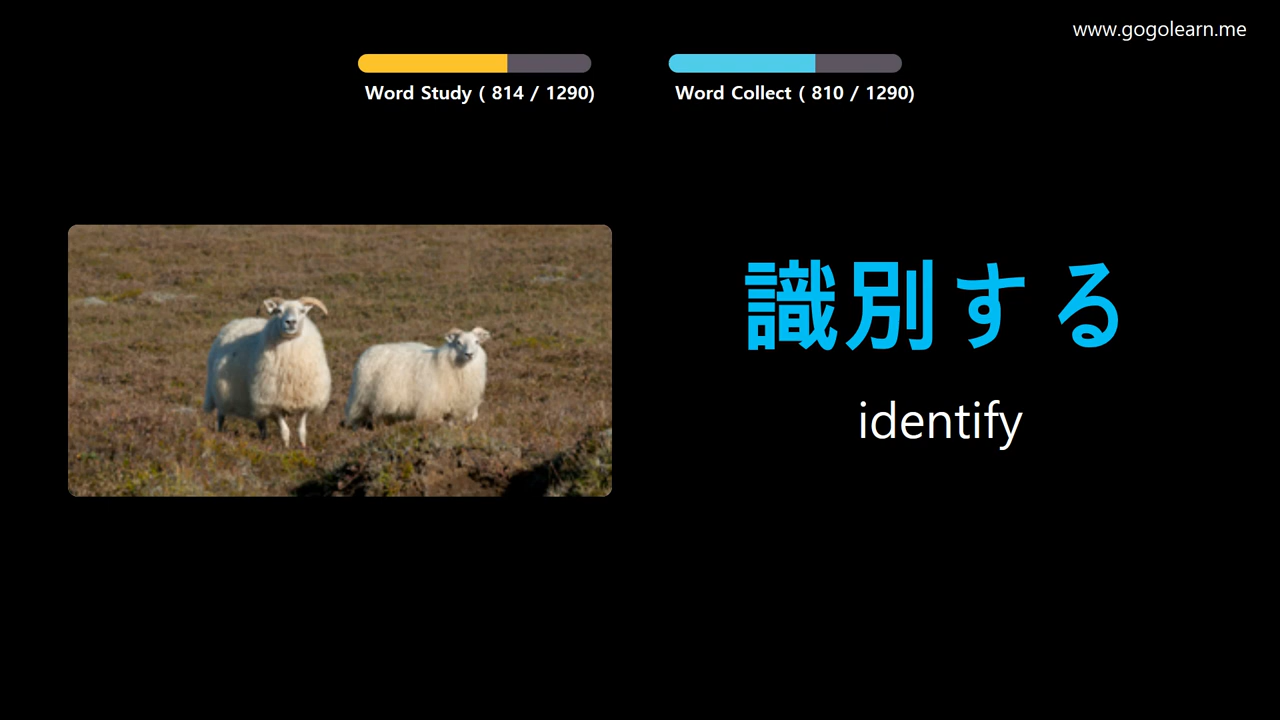 www.gogolearn.me
Word Study ( 814 / 1290)
Word Collect ( 810 / 1290)
識別する
identify